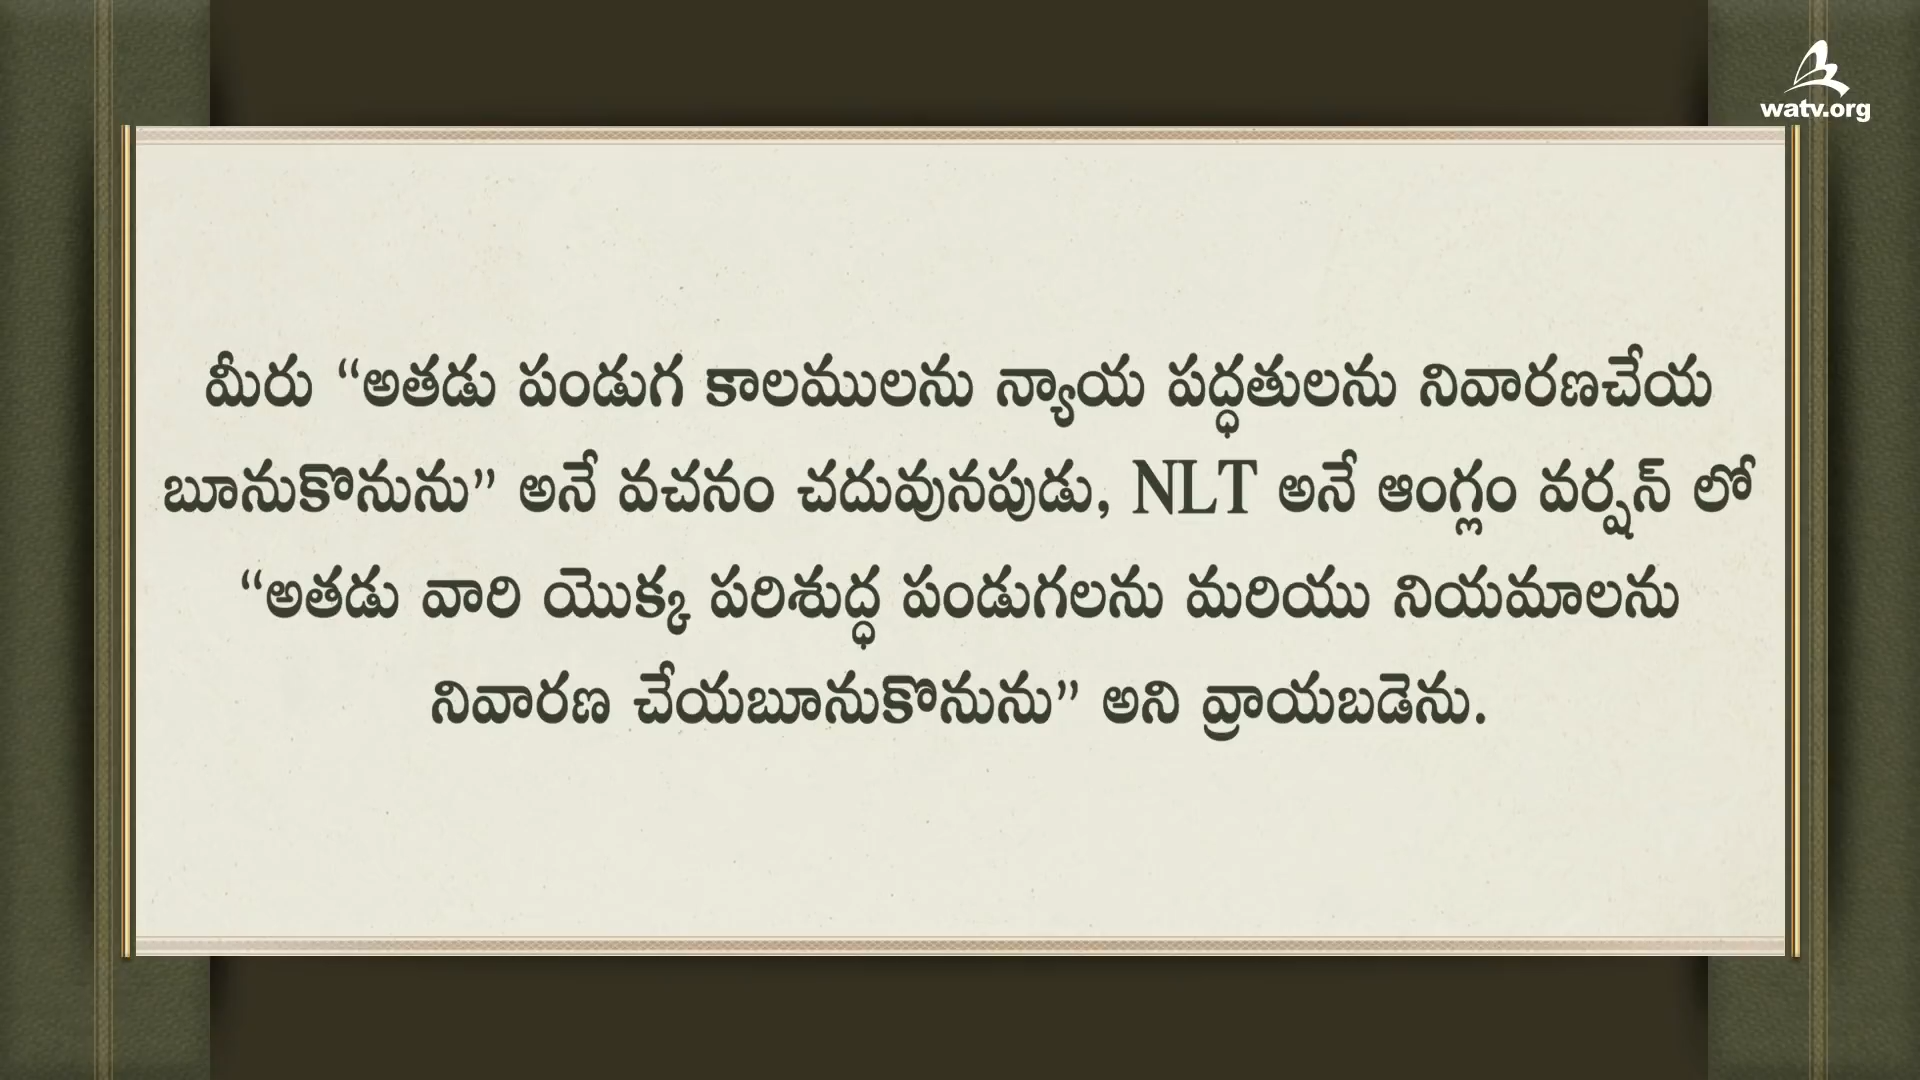 watv.org
మీరు “అతడు పండుగ కాలములను న్యాయ పద్ధతులను నివారణచేయ
బూనుకొనును” అనే వచనం చదువునపుడు, NLT అనే ఆంగ్లం వర్షన్ లో
“అతడు వారి యొక్క పరిశుద్ధ పండుగలను మరియు నియమాలను
నివారణ చేయబూనుకొనును” అని వ్రాయబడెను.